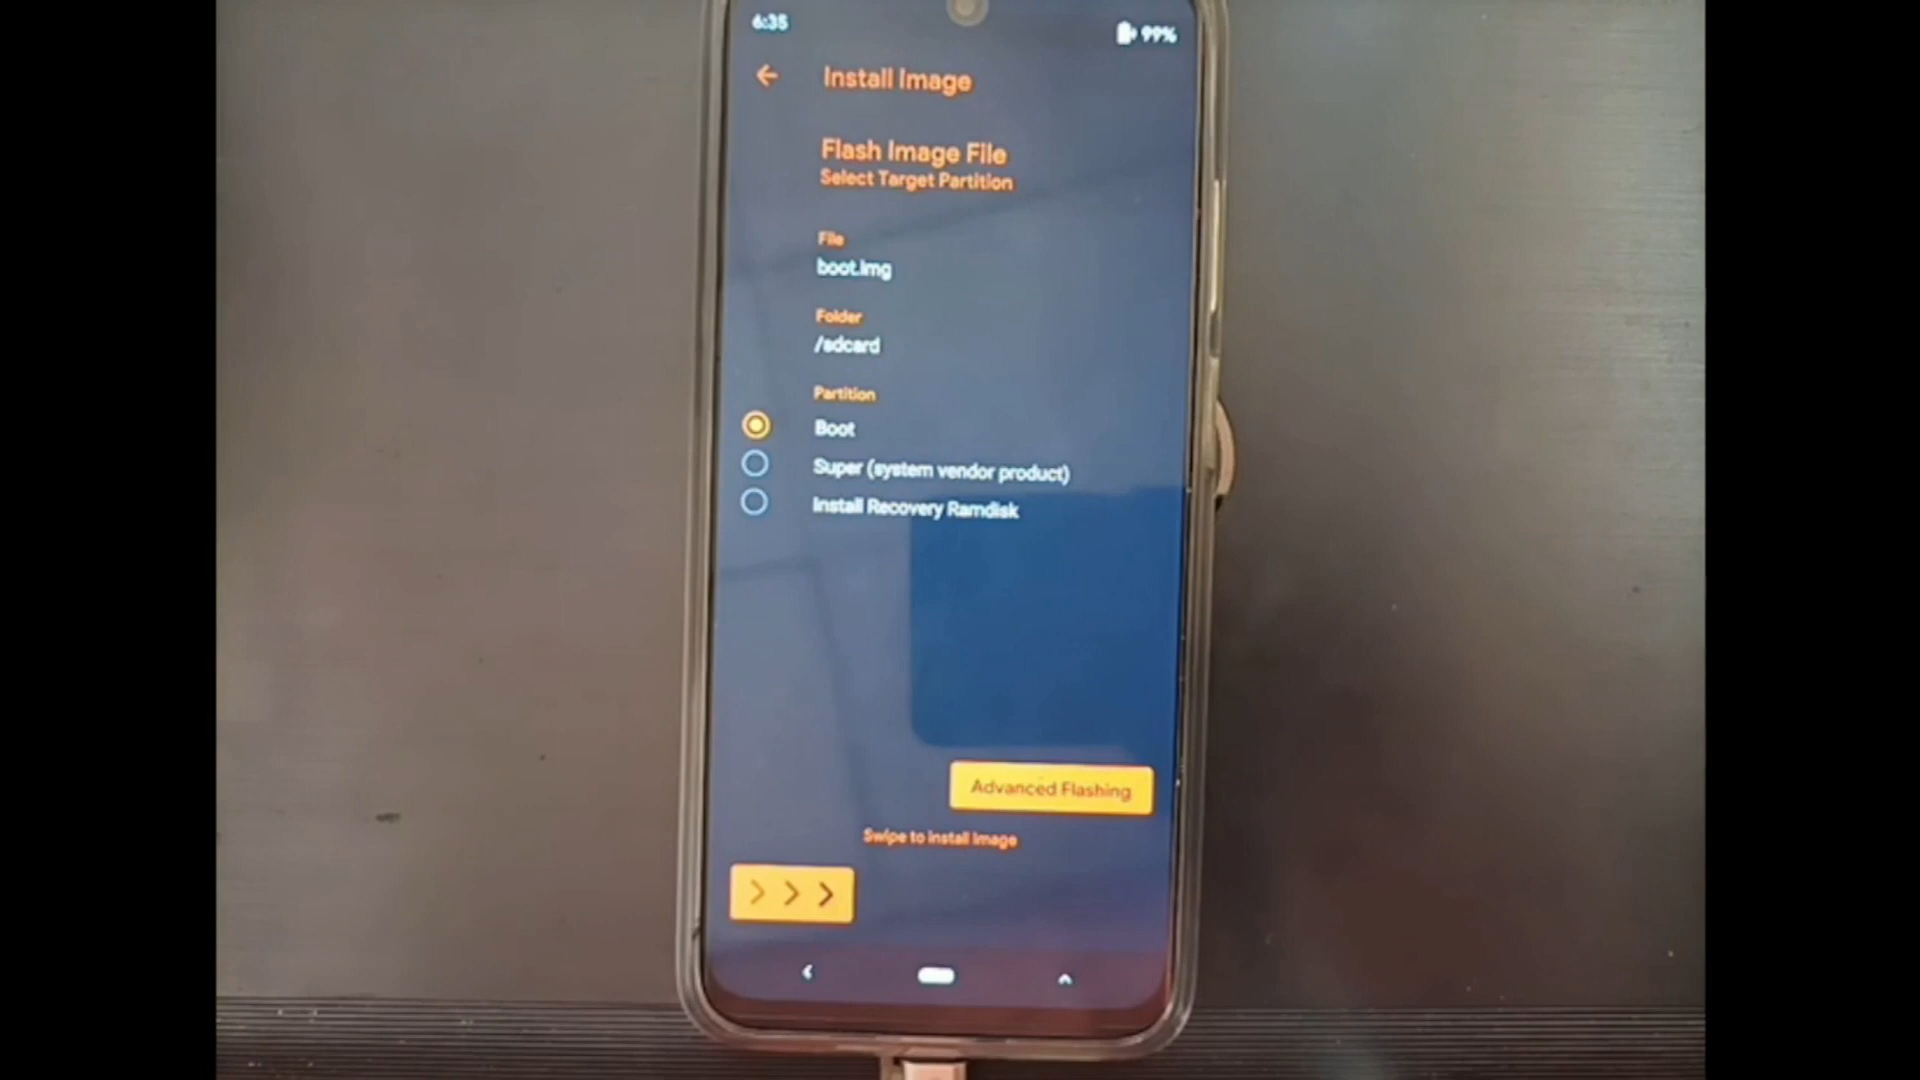 6:35
99%
Install Image
Flash Image File
Select Target Partition
File
boot.img
Folder
/sdcard
Partition
Boot
Super (system vendor product)
Install Recovery Ramdisk
Advanced Flashing
Swipe to install image